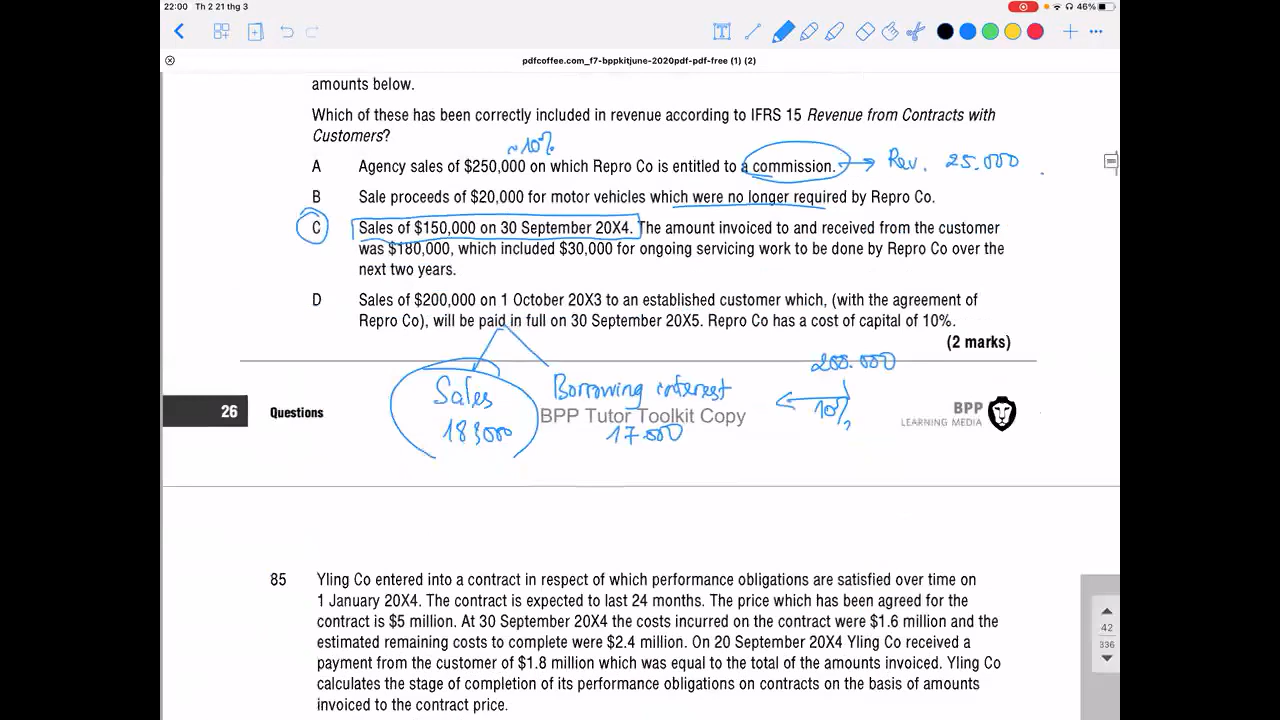 22:00 Th 2 21 thg 3
46%
pdfcoffee.com_f7-bppkitjune-2020pdf-pdf-free (1) (2)
amounts below.
Which of these has been correctly included in revenue according to IFRS 15 Revenue from Contracts with
Customers?
~10%
A Agency sales of $250,000 on which Repro Co is entitled to a commission. → Rev. 25.000
B Sale proceeds of $20,000 for motor vehicles which were no longer required by Repro Co.
C Sales of $150,000 on 30 September 20X4. The amount invoiced to and received from the customer
was $180,000, which included $30,000 for ongoing servicing work to be done by Repro Co over the
next two years.
D Sales of $200,000 on 1 October 20X3 to an established customer which, (with the agreement of
Repro Co), will be paid in full on 30 September 20X5. Repro Co has a cost of capital of 10%.
(2 marks)
200.000
Sales Borrowing interest
10%
26 Questions BPP Tutor Toolkit Copy BPP
LEARNING MEDIA
17.000
85 Yling Co entered into a contract in respect of which performance obligations are satisfied over time on
1 January 20X4. The contract is expected to last 24 months. The price which has been agreed for the
contract is $5 million. At 30 September 20X4 the costs incurred on the contract were $1.6 million and the
estimated remaining costs to complete were $2.4 million. On 20 September 20X4 Yling Co received a
payment from the customer of $1.8 million which was equal to the total of the amounts invoiced. Yling Co
calculates the stage of completion of its performance obligations on contracts on the basis of amounts
invoiced to the contract price.
42
336